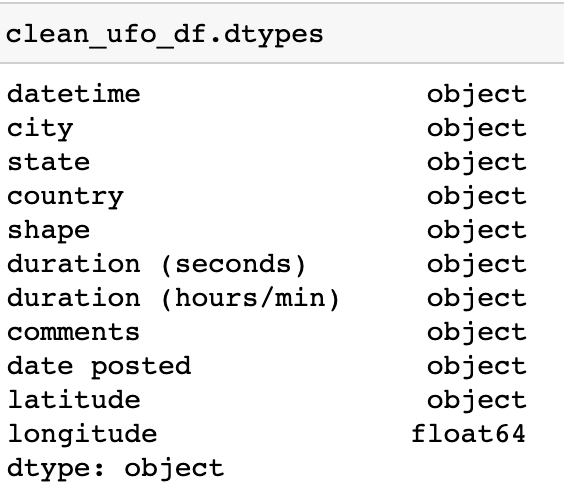 clean_ufo_df.dtypes
datetime object
city object
state object
country object
shape object
duration (seconds) object
duration (hours/min) object
comments object
date posted object
latitude object
longitude float64
dtype: object